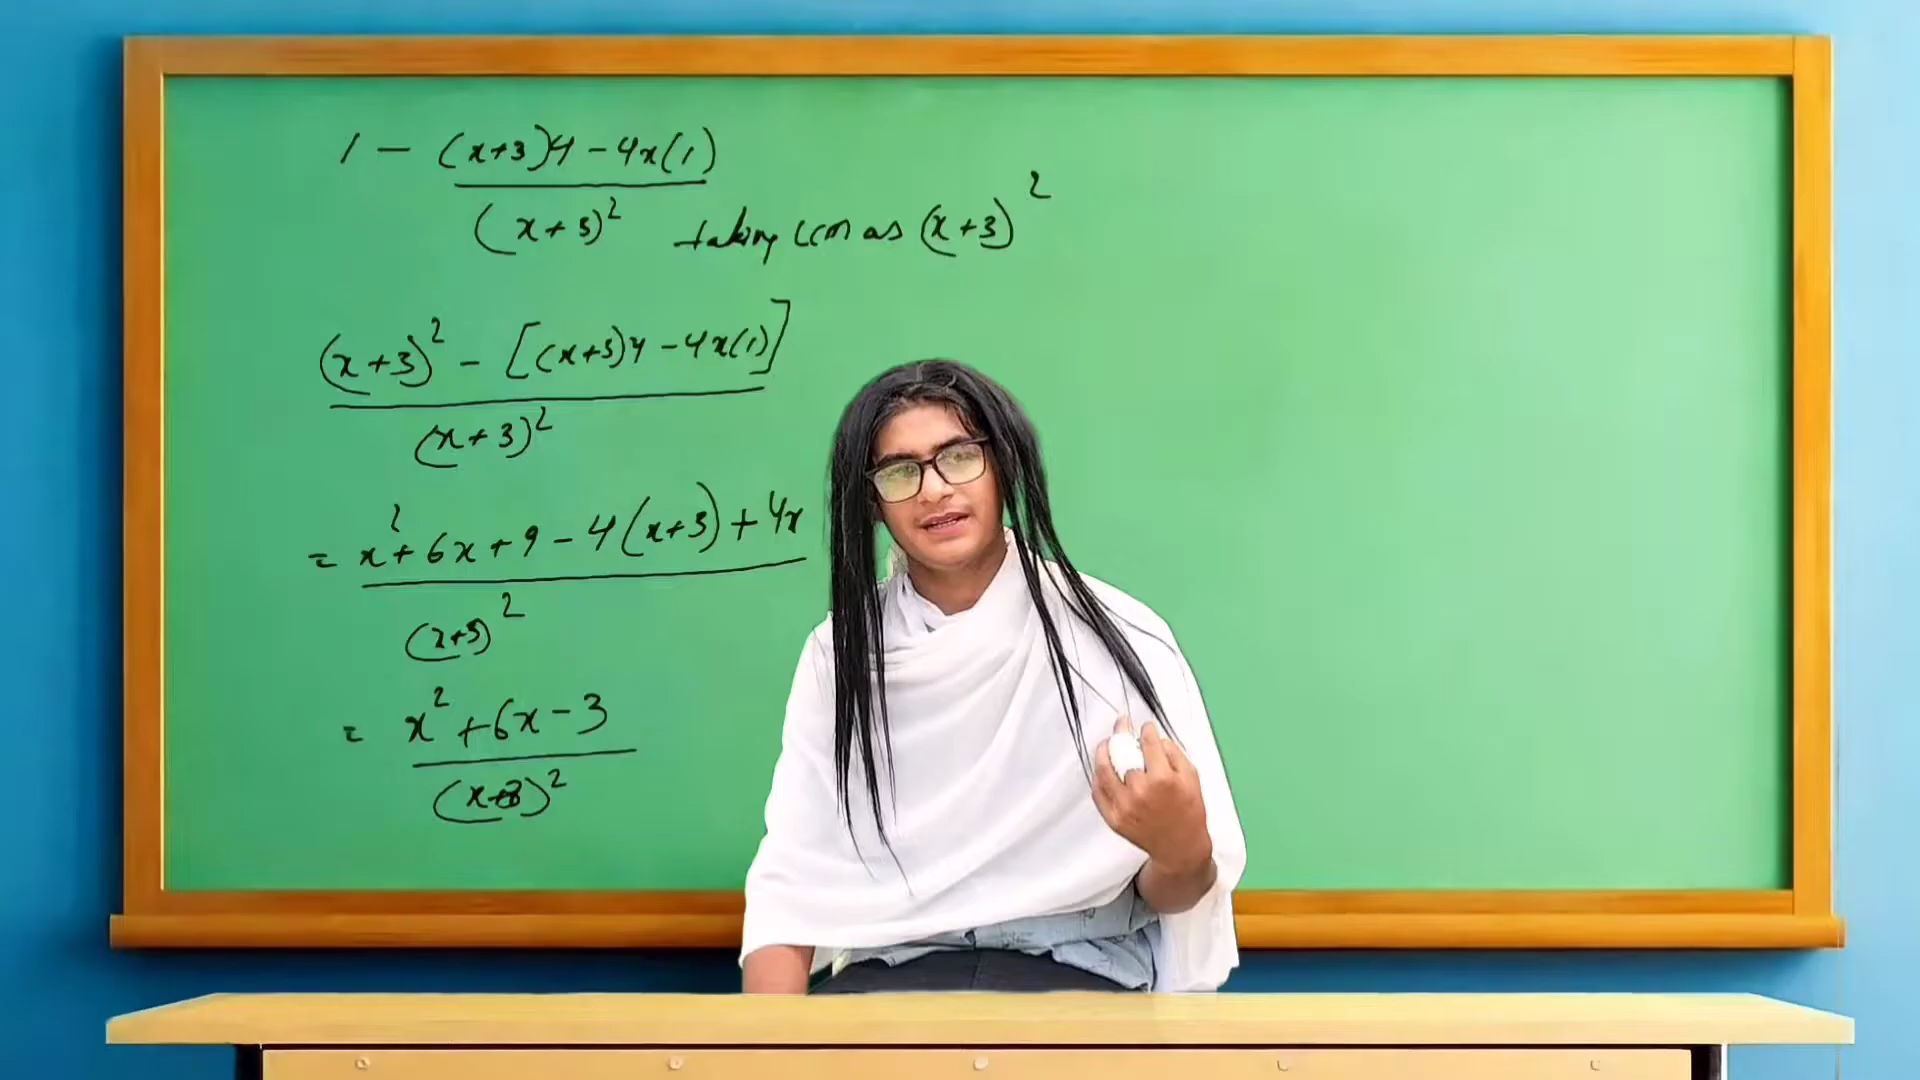 1 - (x+3)4 - 4x(1)
(x+3)² taking LCM as (x+3)²
(x+3)² - [(x+3)4 - 4x(1)]
(x+3)²
= x² + 6x + 9 - 4(x+3) + 4x
(x+3)²
= x² + 6x - 3
(x+3)²